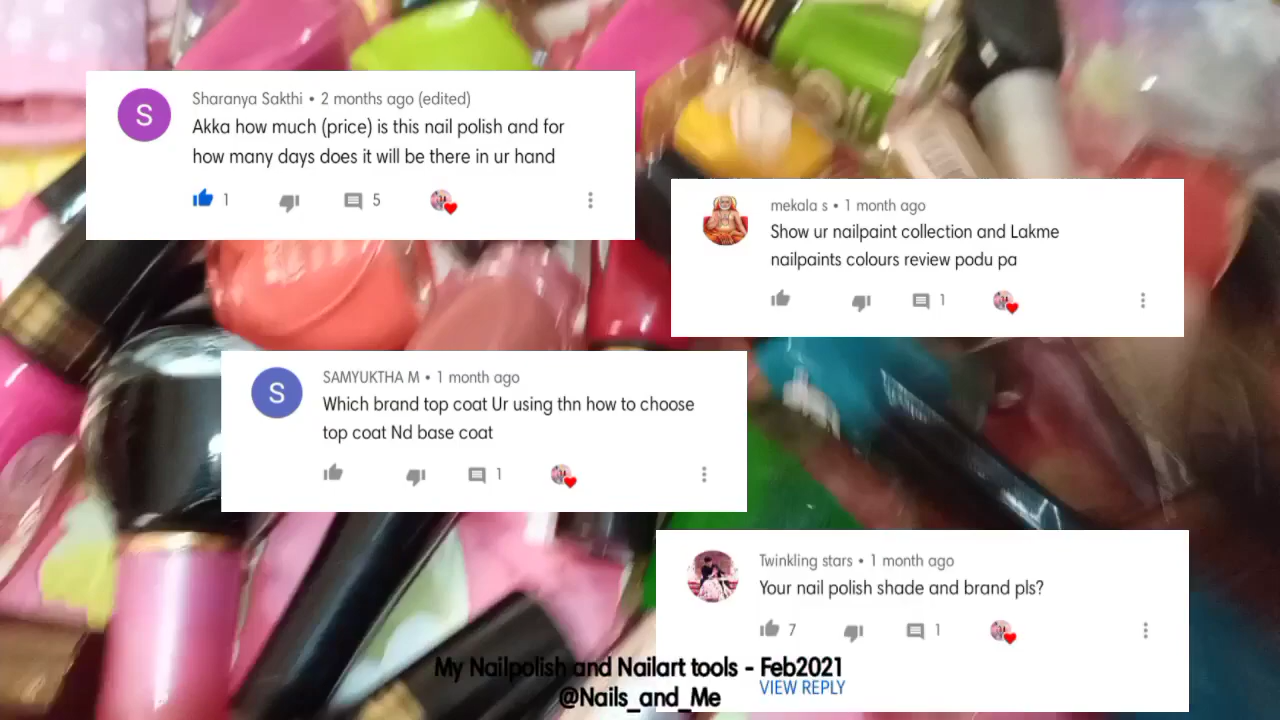 S
Sharanya Sakthi • 2 months ago (edited)
Akka how much (price) is this nail polish and for
how many days does it will be there in ur hand
1
5
mekala s • 1 month ago
Show ur nailpaint collection and Lakme
nailpaints colours review podu pa
1
S
SAMYUKTHA M • 1 month ago
Which brand top coat Ur using thn how to choose
top coat Nd base coat
1
Twinkling stars • 1 month ago
Your nail polish shade and brand pls?
7
1
My Nailpolish and Nailart tools - Feb2021
VIEW REPLY
@Nails_and_Me